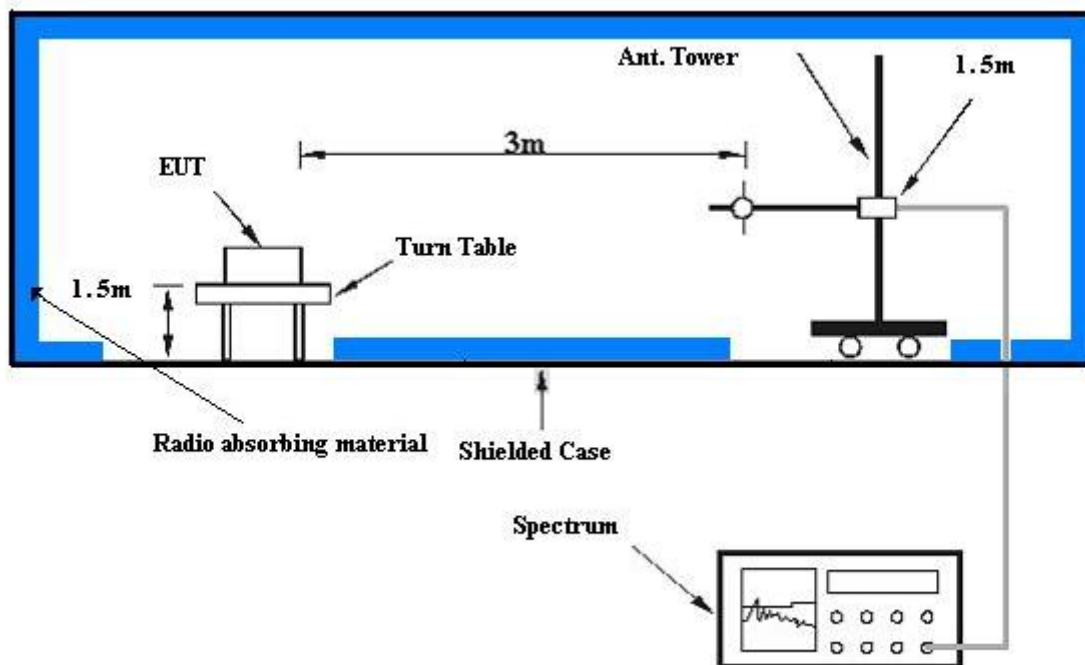 Ant. Tower
1.5m
3m
EUT
Turn Table
1.5m
Radio absorbing material
Shielded Case
Spectrum